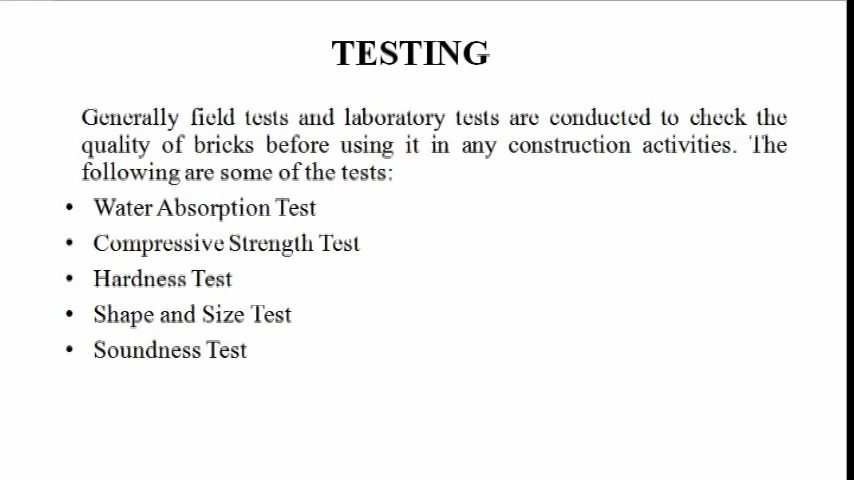 TESTING
Generally field tests and laboratory tests are conducted to check the
quality of bricks before using it in any construction activities. The
following are some of the tests:
• Water Absorption Test
• Compressive Strength Test
• Hardness Test
• Shape and Size Test
• Soundness Test